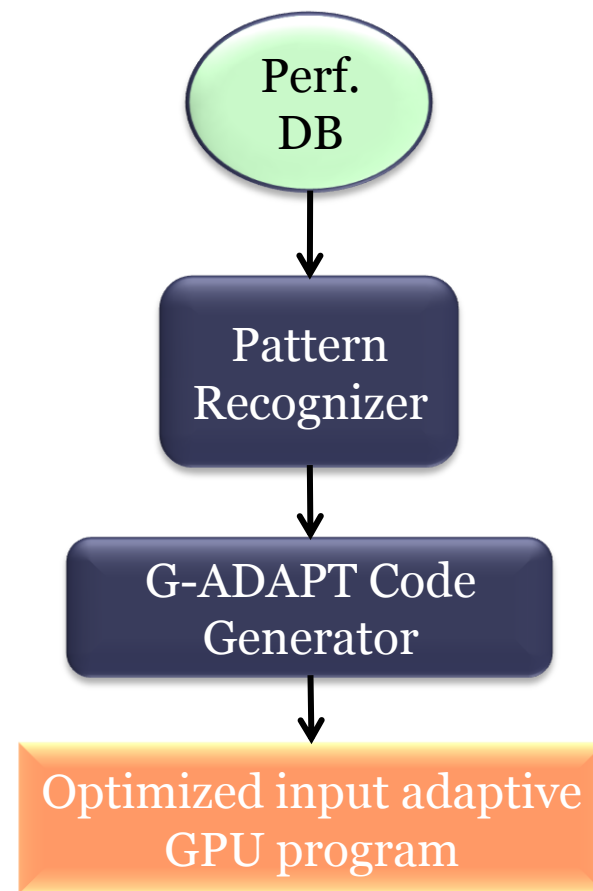 Perf.
DB
Pattern
Recognizer
G-ADAPT Code
Generator
Optimized input adaptive
GPU program